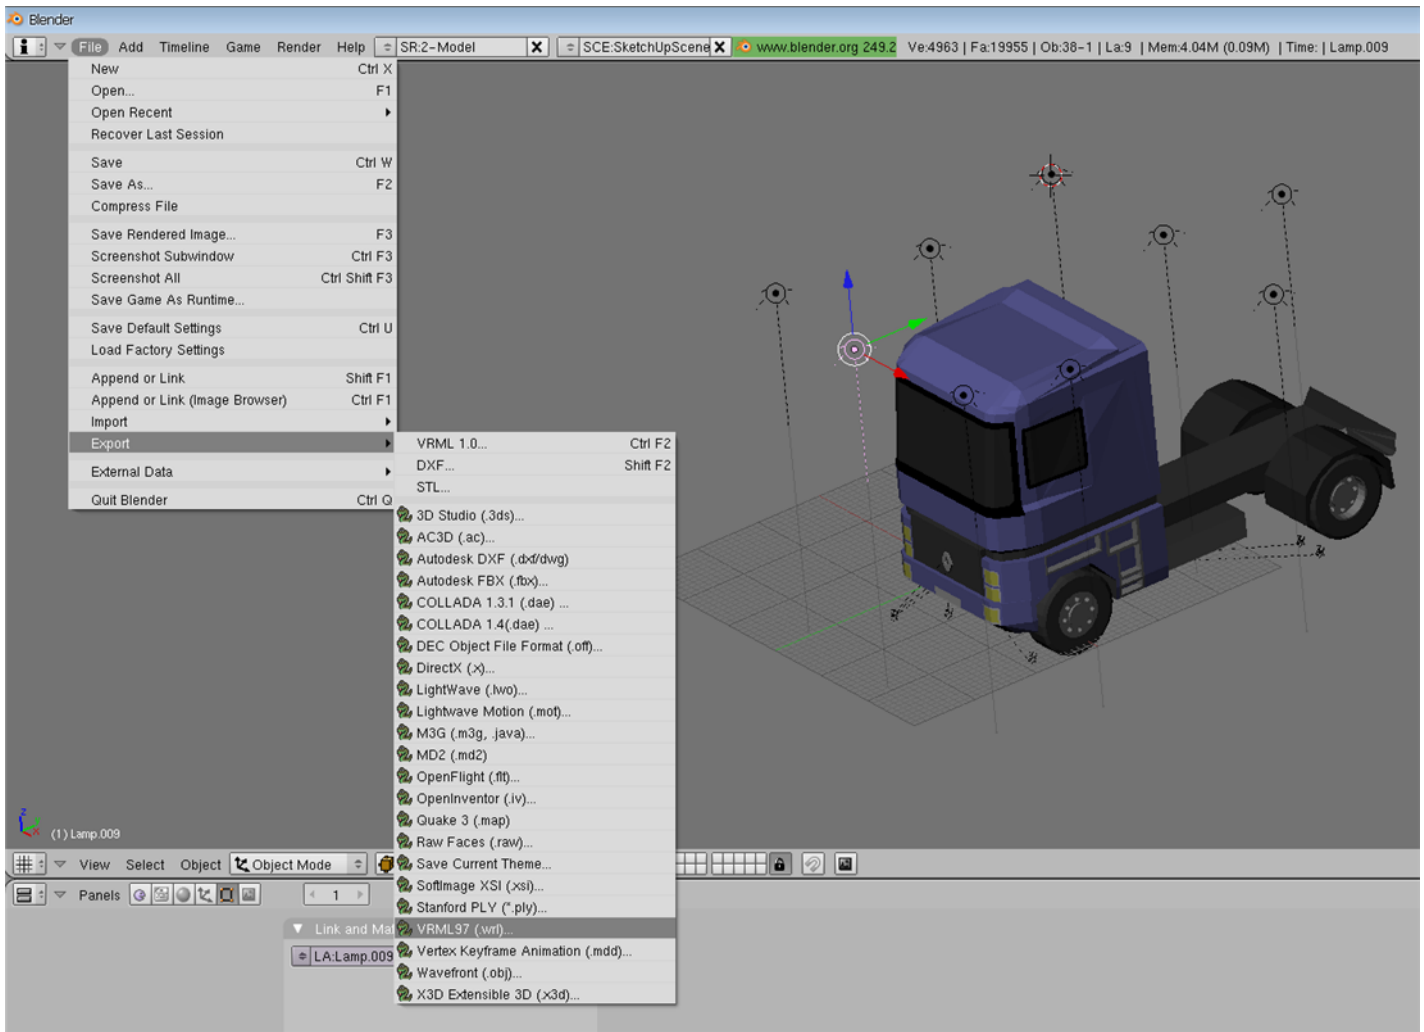 Blender
File Add Timeline Game Render Help SR:2-Model X SCE:SketchUpScene X www.blender.org 249.2 Ve:4963 | Fa:19955 | Ob:38-1 | La:9 | Mem:4.04M (0.09M) | Time: | Lamp.009
New Ctrl X
Open... F1
Open Recent
Recover Last Session
Save Ctrl W
Save As... F2
Compress File
Save Rendered Image... F3
Screenshot Subwindow Ctrl F3
Screenshot All Ctrl Shift F3
Save Game As Runtime...
Save Default Settings Ctrl U
Load Factory Settings
Append or Link Shift F1
Append or Link (Image Browser) Ctrl F1
Import
Export
External Data
Quit Blender Ctrl Q
VRML 1.0... Ctrl F2
DXF... Shift F2
STL...
3D Studio (.3ds)...
AC3D (.ac)...
Autodesk DXF (.dxf/dwg)
Autodesk FBX (.fbx)...
COLLADA 1.3.1 (.dae) ...
COLLADA 1.4(.dae) ...
DEC Object File Format (.off)...
DirectX (.x)...
LightWave (.lwo)...
Lightwave Motion (.mot)...
M3G (.m3g, .java)...
MD2 (.md2)
OpenFlight (.flt)...
OpenInventor (.iv)...
Quake 3 (.map)
Raw Faces (.raw)...
Save Current Theme...
SoftImage XSI (.xsi)...
Stanford PLY (*.ply)...
VRML97 (.wrl)...
Vertex Keyframe Animation (.mdd)...
Wavefront (.obj)...
X3D Extensible 3D (.x3d)...
z
x
(1) Lamp.009
View Select Object Object Mode
Panels 1
Link and Ma
LA:Lamp.009